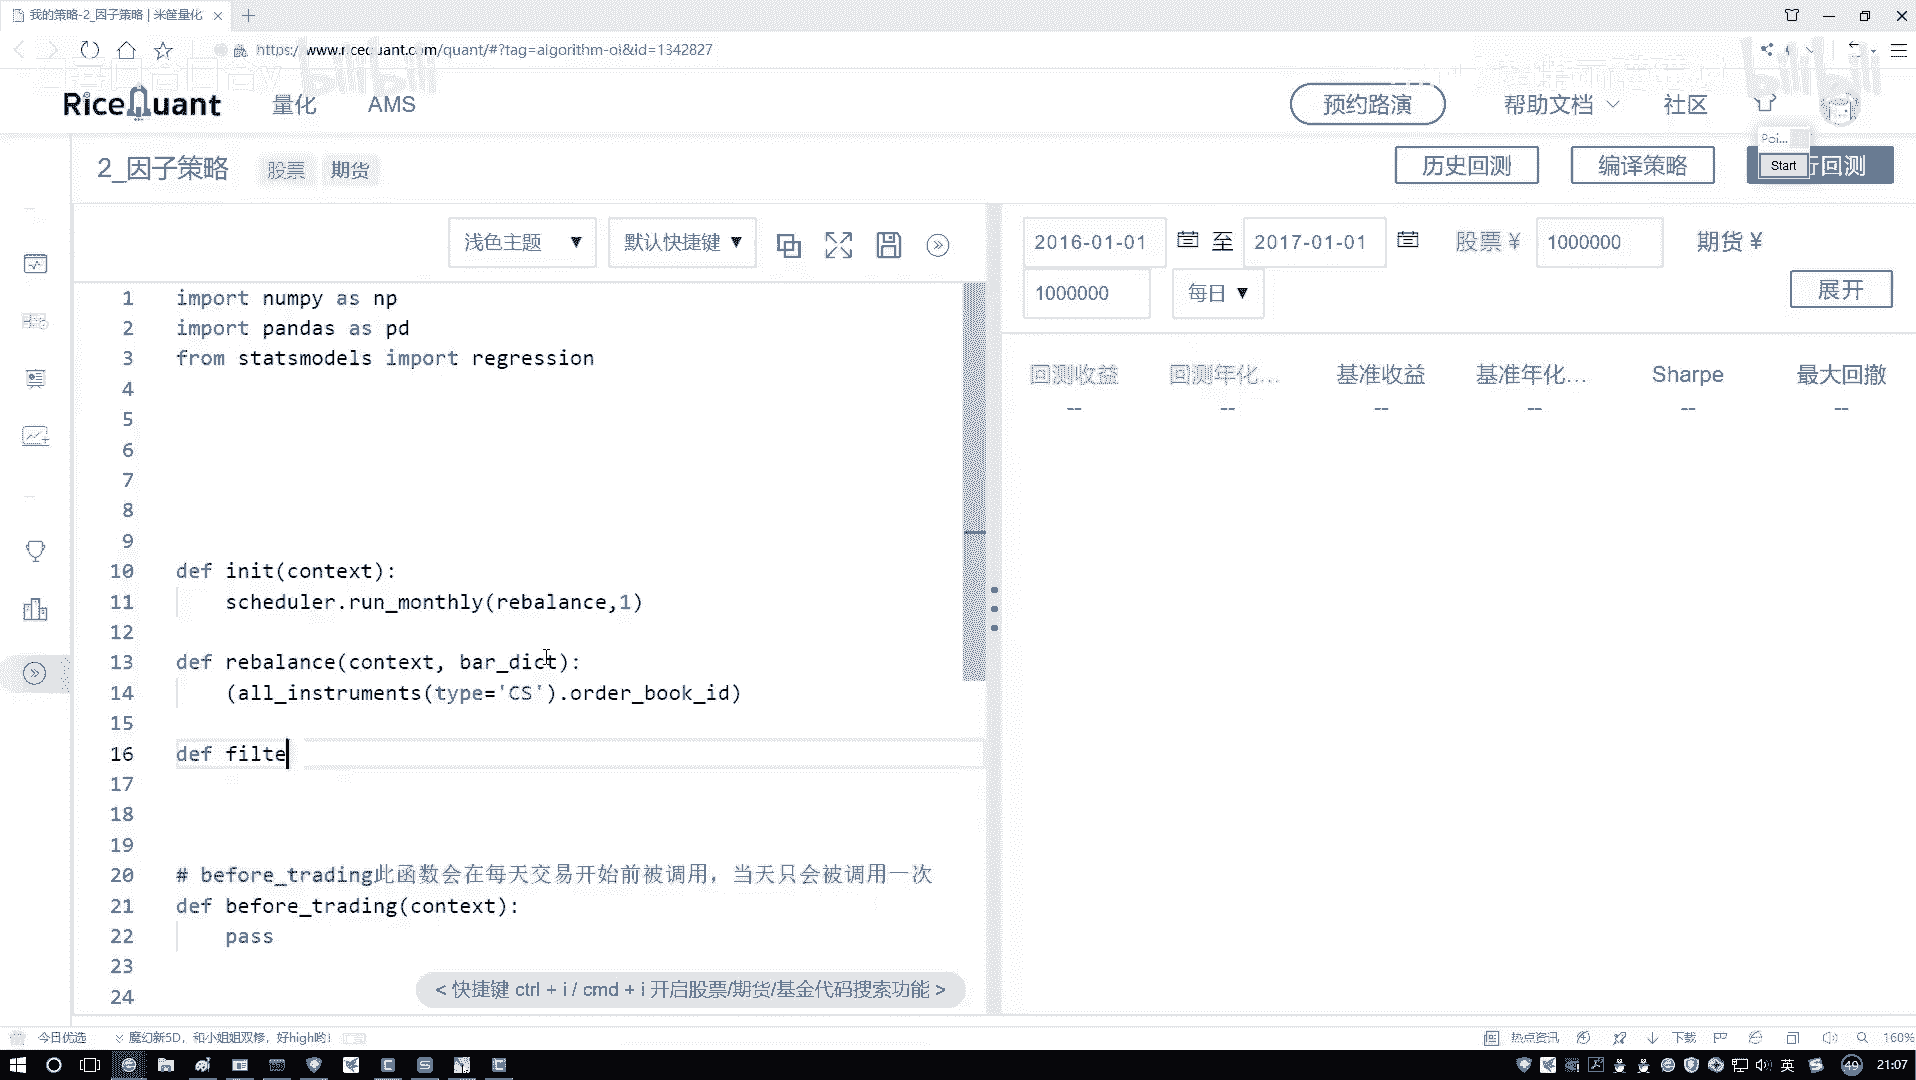 我的策略-2_因子策略 | 米筐量化
https://www.ricequant.com/quant/#?tag=algorithm-ol&id=1342827
bilibili
bilibili
RiceQuant 量化 AMS 预约路演 帮助文档 社区
2_因子策略 股票 期货 历史回测 编译策略 行回测
Poi...
Start
浅色主题 ▼ 默认快捷键 ▼
2016-01-01 至 2017-01-01 股票 ¥ 1000000 期货 ¥
1000000 每日 ▼ 展开
回测收益 回测年化... 基准收益 基准年化... Sharpe 最大回撤
-- -- -- -- -- --
1 import numpy as np
2 import pandas as pd
3 from statsmodels import regression
4
5
6
7
8
9
10 def init(context):
11 scheduler.run_monthly(rebalance,1)
12
13 def rebalance(context, bar_dict):
14 (all_instruments(type='CS').order_book_id)
15
16 def filte
17
18
19
20 # before_trading此函数会在每天交易开始前被调用，当天只会被调用一次
21 def before_trading(context):
22 pass
23
24
< 快捷键 ctrl + i / cmd + i 开启股票/期货/基金代码搜索功能 >
今日优选 魔幻新5D，和小姐姐双修，好high哟! 热点资讯 下载 160%
英 49 21:07